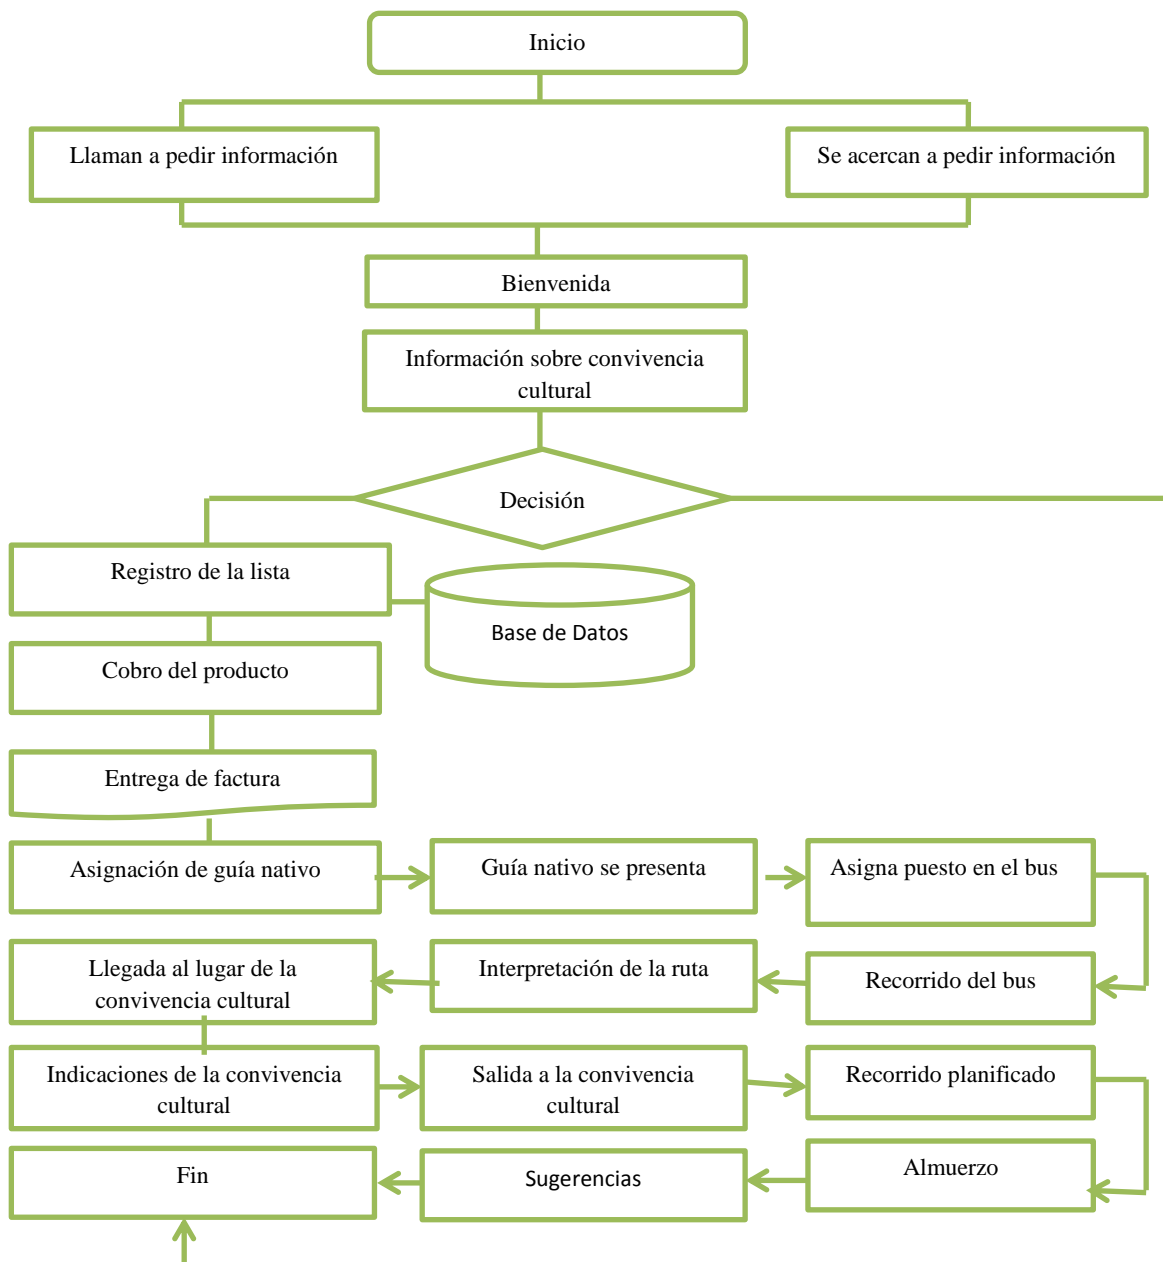 Inicio
Llaman a pedir información
Se acercan a pedir información
Bienvenida
Información sobre convivencia
cultural
Decisión
Registro de la lista
Base de Datos
Cobro del producto
Entrega de factura
Asignación de guía nativo
Guía nativo se presenta
Asigna puesto en el bus
Recorrido del bus
Interpretación de la ruta
Llegada al lugar de la
convivencia cultural
Indicaciones de la convivencia
cultural
Salida a la convivencia
cultural
Recorrido planificado
Almuerzo
Sugerencias
Fin